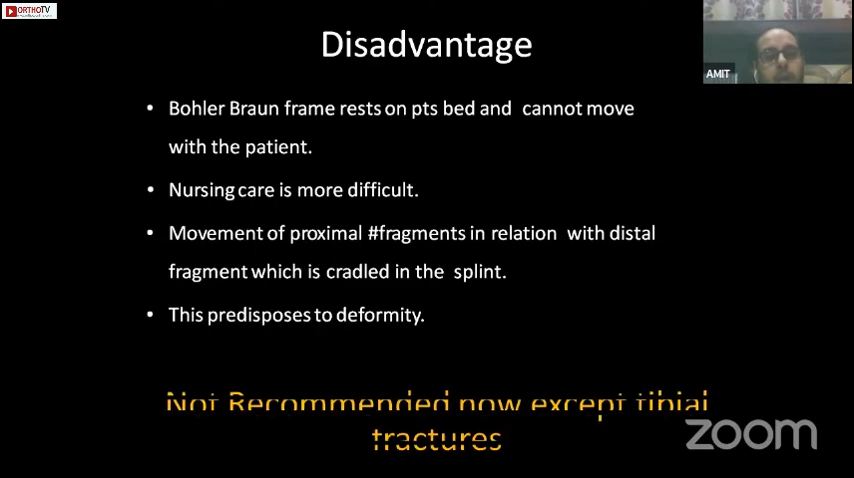 ORTHOTV
Disadvantage
AMIT
• Bohler Braun frame rests on pts bed and cannot move
with the patient.
• Nursing care is more difficult.
• Movement of proximal #fragments in relation with distal
fragment which is cradled in the splint.
• This predisposes to deformity.
Not Recommended now except tibial
fractures
zoom